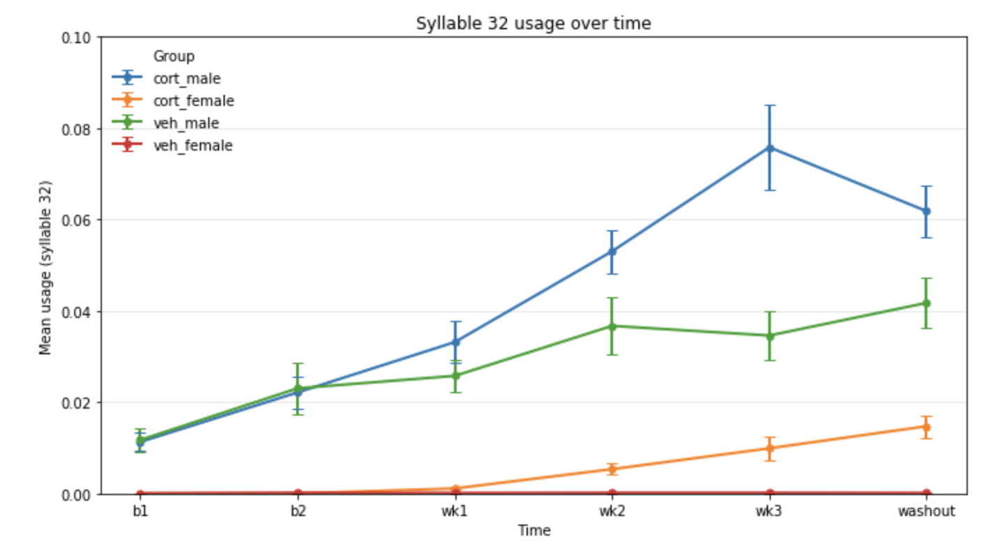 Syllable 32 usage over time
Group
cort_male
cort_female
veh_male
veh_female
Mean usage (syllable 32)
0.10
0.08
0.06
0.04
0.02
0.00
b1 b2 wk1 wk2 wk3 washout
Time